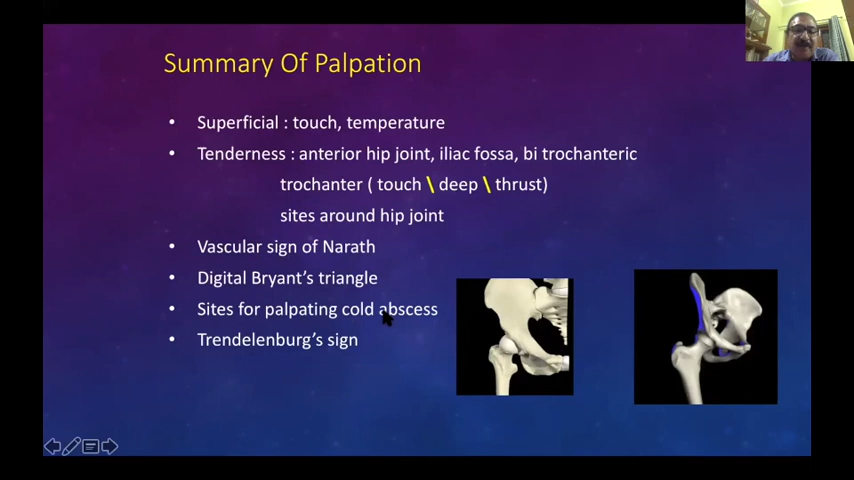 Summary Of Palpation
• Superficial : touch, temperature
• Tenderness : anterior hip joint, iliac fossa, bi trochanteric
trochanter ( touch \ deep \ thrust)
sites around hip joint
• Vascular sign of Narath
• Digital Bryant's triangle
• Sites for palpating cold abscess
• Trendelenburg's sign